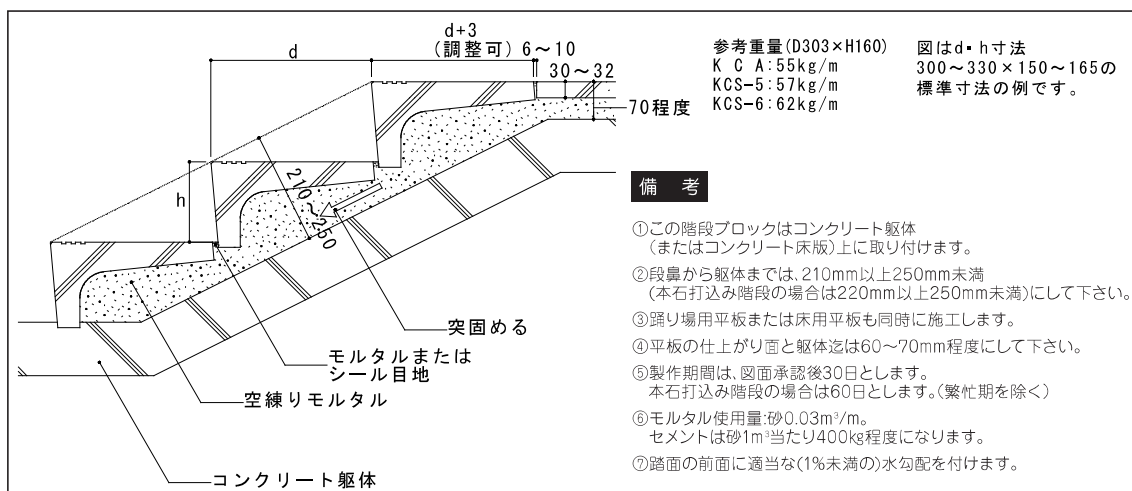 d+3
(調整可)
6~10
d
30~32
70程度
h
210~250
突固める
モルタルまたは
シール目地
空練りモルタル
コンクリート躯体
参考重量(D303×H160)
K C A:55kg/m
KCS-5:57kg/m
KCS-6:62kg/m
図はd・h寸法
300~330×150~165の
標準寸法の例です。
備 考
①この階段ブロックはコンクリート躯体
(またはコンクリート床版)上に取り付けます。
②段鼻から躯体までは、210mm以上250mm未満
(本石打込み階段の場合は220mm以上250mm未満)にして下さい。
③踊り場用平板または床用平板も同時に施工します。
④平板の仕上がり面と躯体迄は60~70mm程度にして下さい。
⑤製作期間は、図面承認後30日とします。
本石打込み階段の場合は60日とします。(繁忙期を除く)
⑥モルタル使用量:砂0.03m³/m。
セメントは砂1m³当たり400kg程度になります。
⑦踏面の前面に適当な(1%未満の)水勾配を付けます。